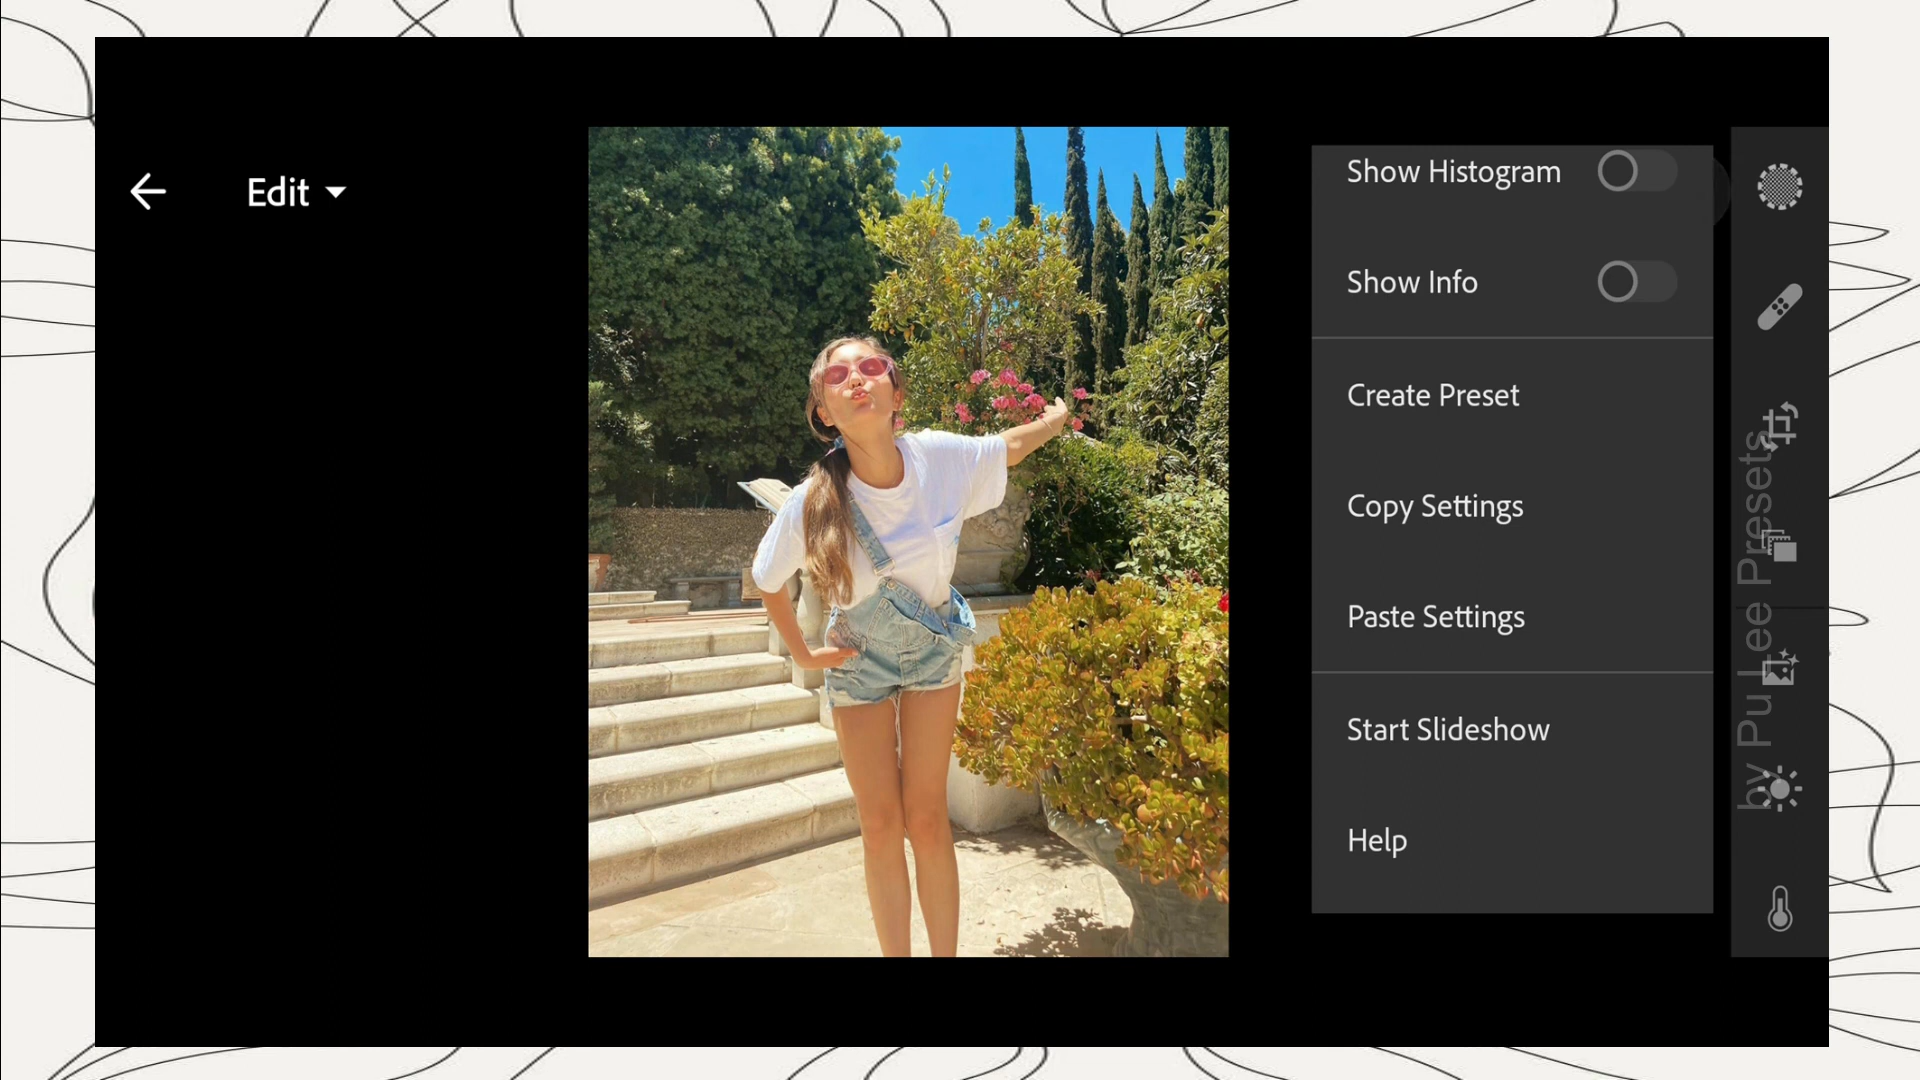 Edit
Show Histogram
Show Info
Create Preset
Copy Settings
Paste Settings
Start Slideshow
Help
by Pu Lee Presets